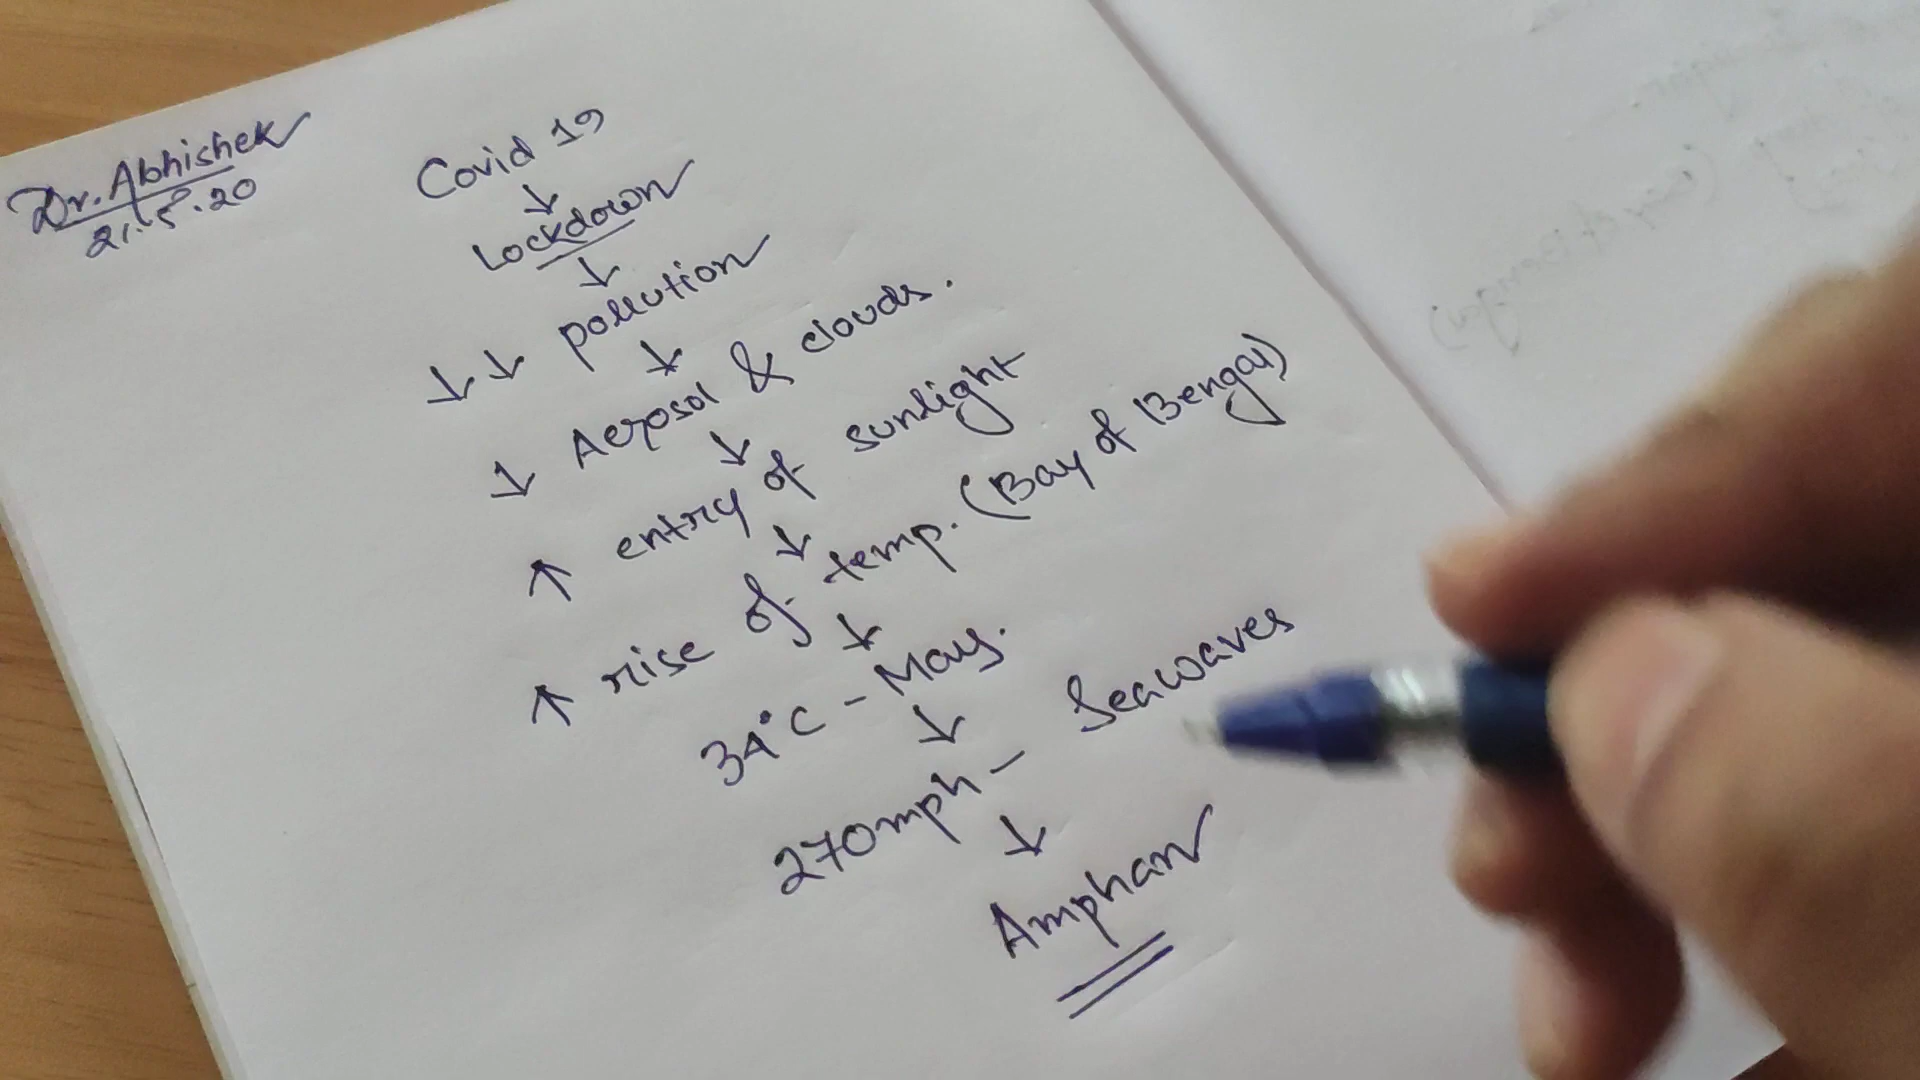 Dr. Abhishek
21.5.20
Covid 19
↓
Lockdown
↓
↓↓ pollution
↓
↓ Aerosol & clouds.
↓
↑ entry of sunlight
↓
↑ rise of temp. (Bay of Bengal)
↓
34°C - May.
↓
270mph - Seawaves
↓
Amphan